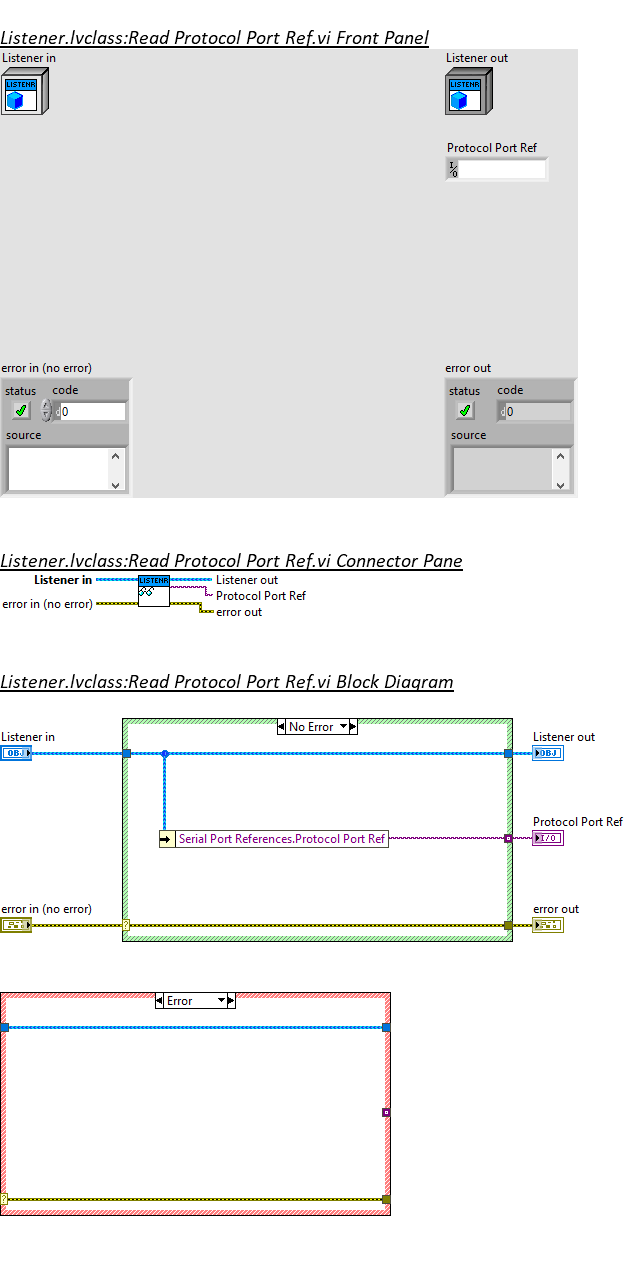 Listener.lvclass:Read Protocol Port Ref.vi Front Panel
Listener in
Listener out
LISTENR
LISTENR
Protocol Port Ref
I/O
error in (no error)
error out
status code
status code
d 0
d 0
source
source
Listener.lvclass:Read Protocol Port Ref.vi Connector Pane
Listener in
LISTENR
Listener out
Protocol Port Ref
error in (no error)
error out
Listener.lvclass:Read Protocol Port Ref.vi Block Diagram
No Error
Listener in
Listener out
OBJ
OBJ
Protocol Port Ref
Serial Port References.Protocol Port Ref
I/O
error in (no error)
error out
?
Error
?